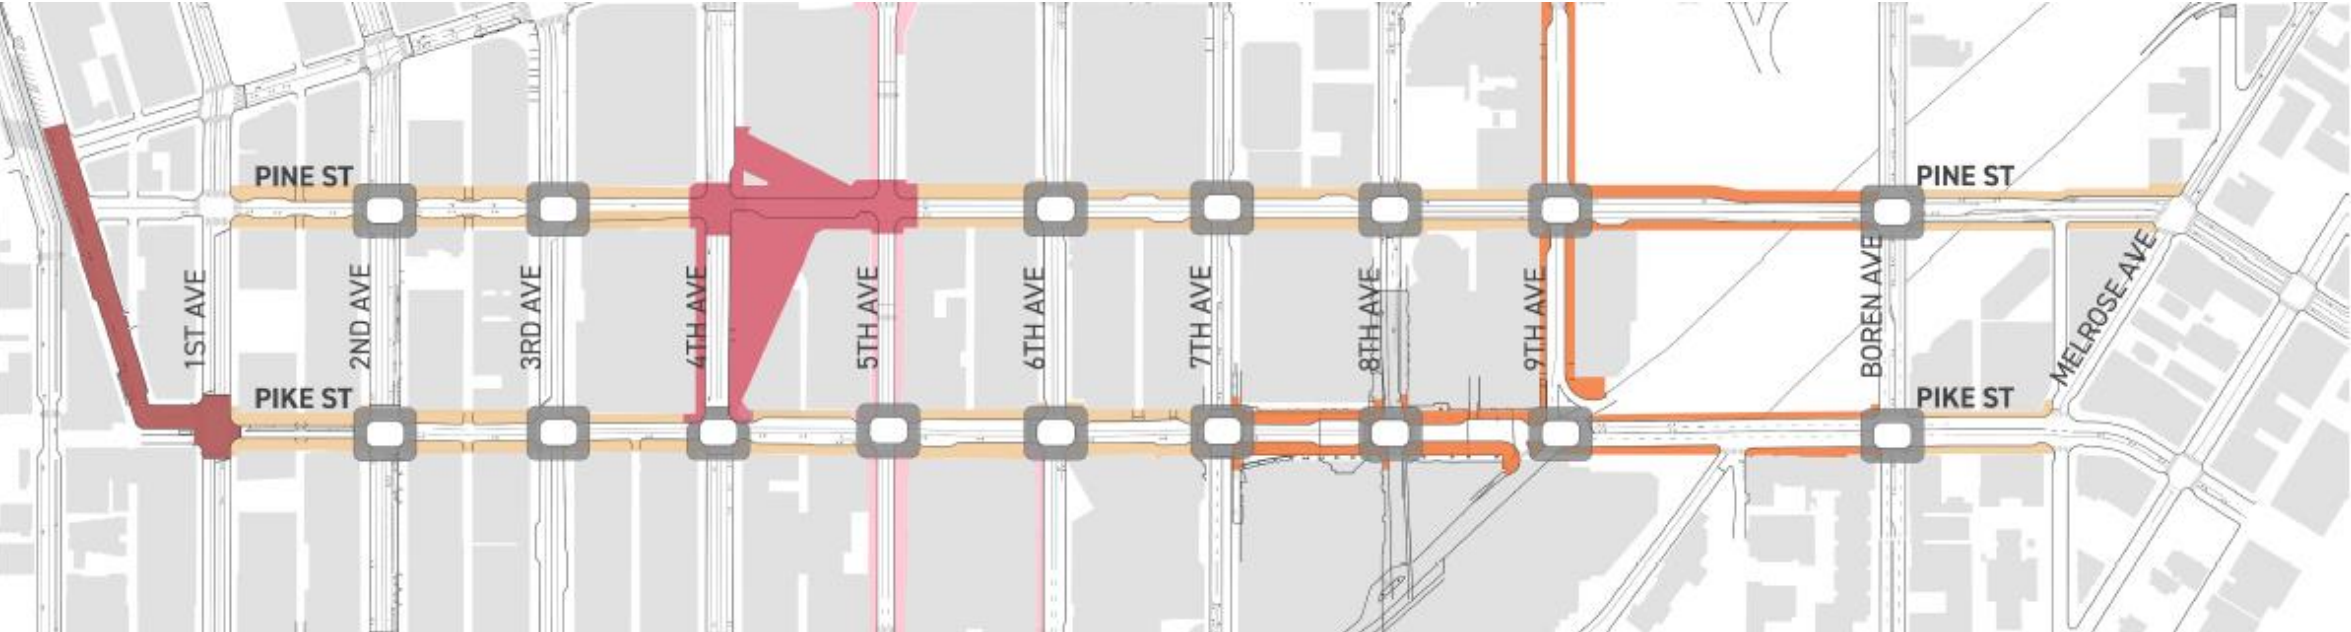 PINE ST
PINE ST
1ST AVE
2ND AVE
3RD AVE
4TH AVE
5TH AVE
6TH AVE
7TH AVE
8TH AVE
9TH AVE
BOREN AVE
MELROSE AVE
PIKE ST
PIKE ST